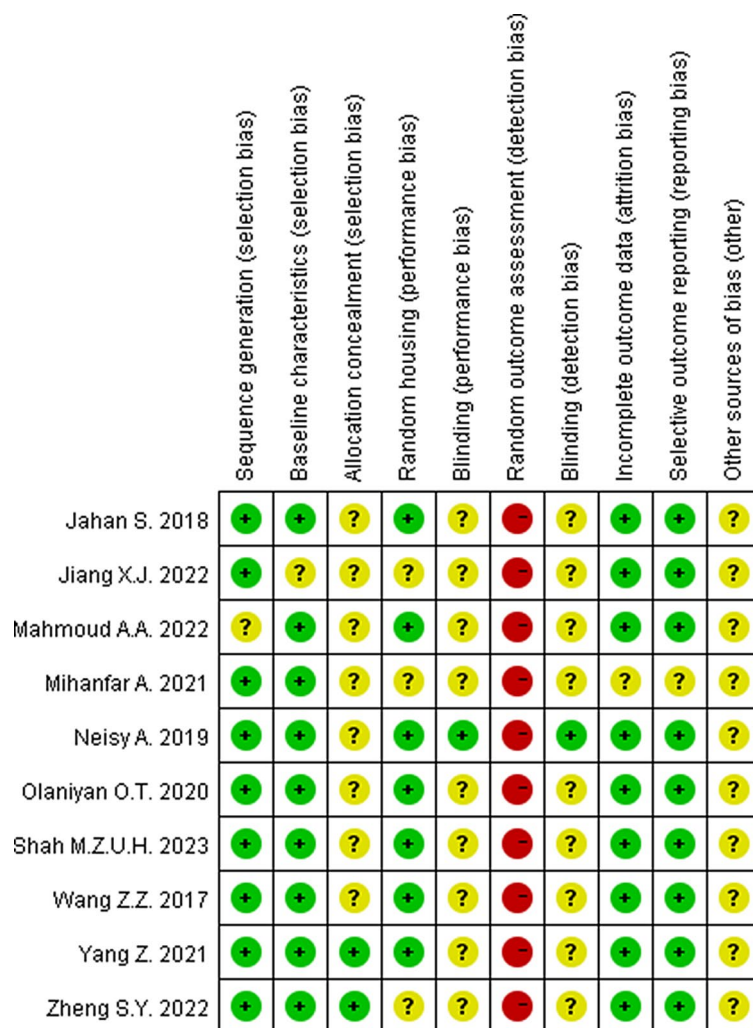 Sequence generation (selection bias)
Baseline characteristics (selection bias)
Allocation concealment (selection bias)
Random housing (performance bias)
Blinding (performance bias)
Random outcome assessment (detection bias)
Blinding (detection bias)
Incomplete outcome data (attrition bias)
Selective outcome reporting (reporting bias)
Other sources of bias (other)
Jahan S. 2018 + + ? + ? - ? + + ?
Jiang X.J. 2022 + ? ? ? ? - ? + + ?
Mahmoud A.A. 2022 ? + ? + ? - ? + + ?
Mihanfar A. 2021 + + ? ? ? - ? ? ? ?
Neisy A. 2019 + + ? + + - + + + ?
Olaniyan O.T. 2020 + + ? + ? - ? + + ?
Shah M.Z.U.H. 2023 + + ? + ? - ? + + ?
Wang Z.Z. 2017 + + ? + ? - ? + + ?
Yang Z. 2021 + + + + ? - ? + + ?
Zheng S.Y. 2022 + + + ? ? - ? + + ?